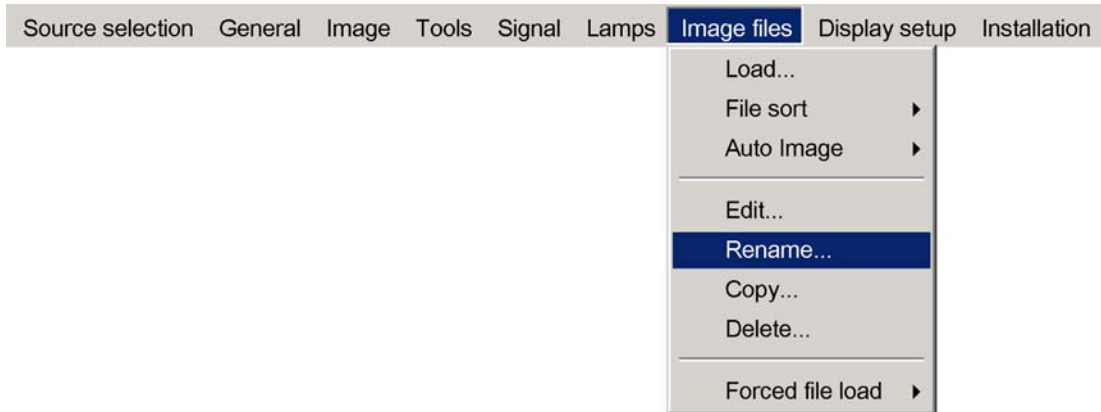 Source selection General Image Tools Signal Lamps Image files Display setup Installation
Load...
File sort
Auto Image
Edit...
Rename...
Copy...
Delete...
Forced file load